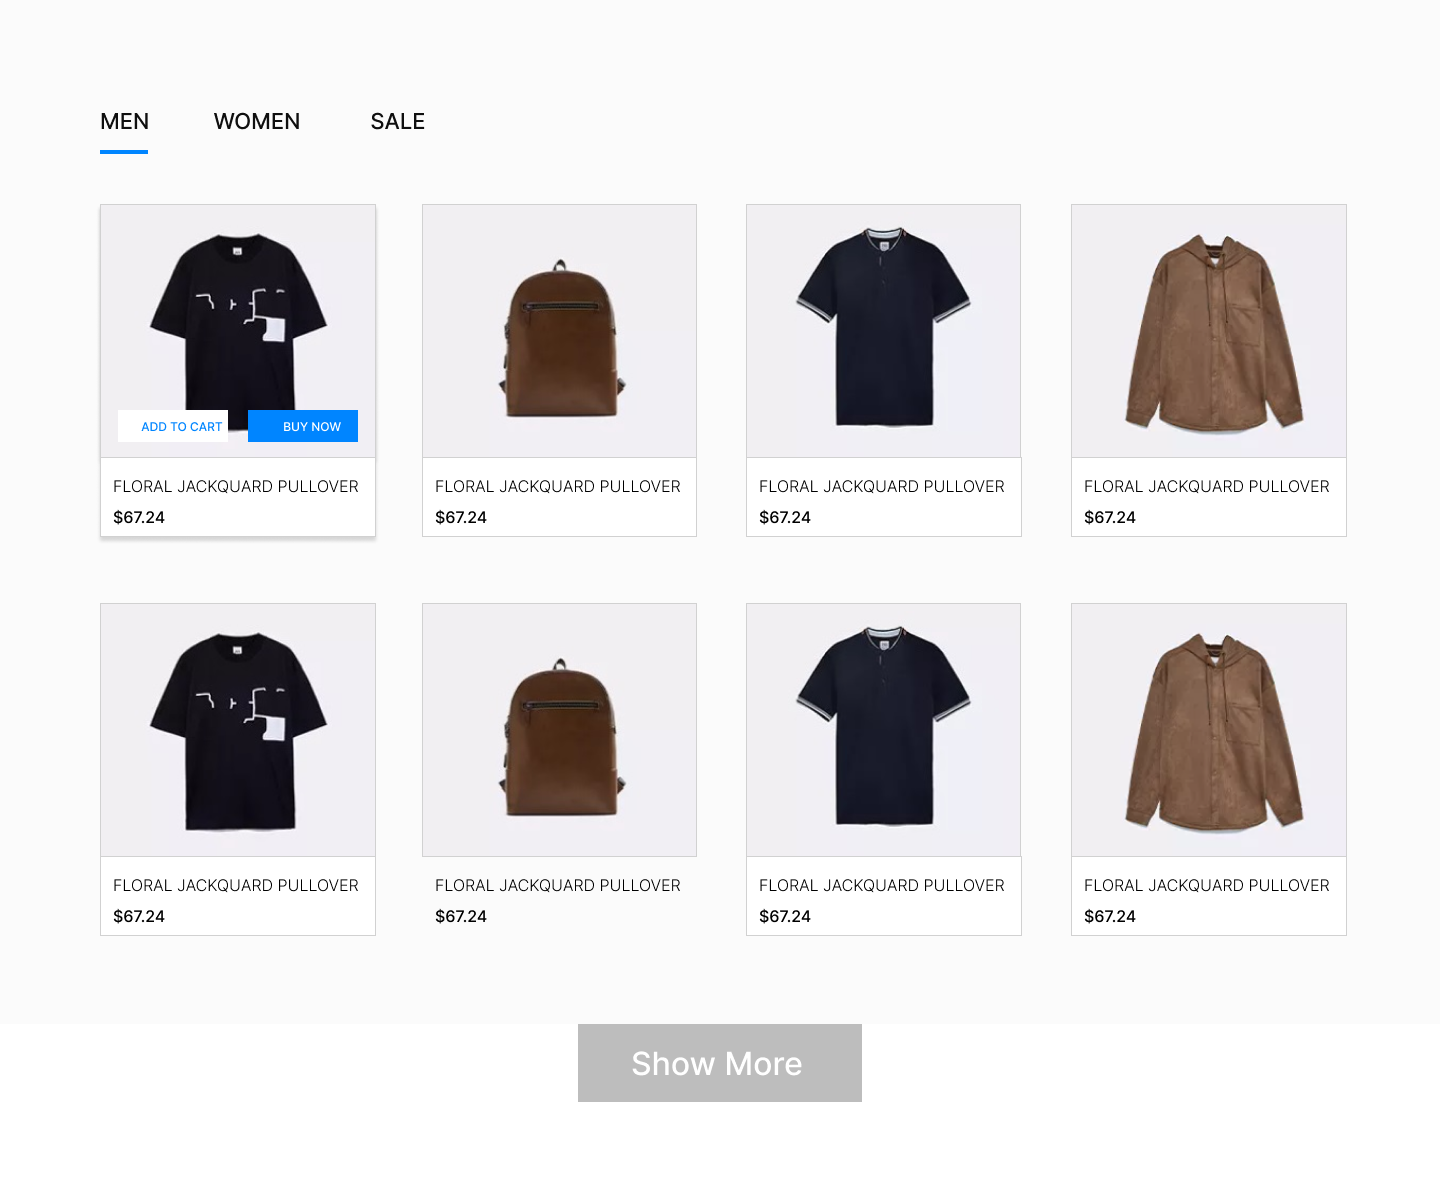 MEN WOMEN SALE
ADD TO CART BUY NOW
FLORAL JACKQUARD PULLOVER FLORAL JACKQUARD PULLOVER FLORAL JACKQUARD PULLOVER FLORAL JACKQUARD PULLOVER
$67.24 $67.24 $67.24 $67.24
FLORAL JACKQUARD PULLOVER FLORAL JACKQUARD PULLOVER FLORAL JACKQUARD PULLOVER FLORAL JACKQUARD PULLOVER
$67.24 $67.24 $67.24 $67.24
Show More